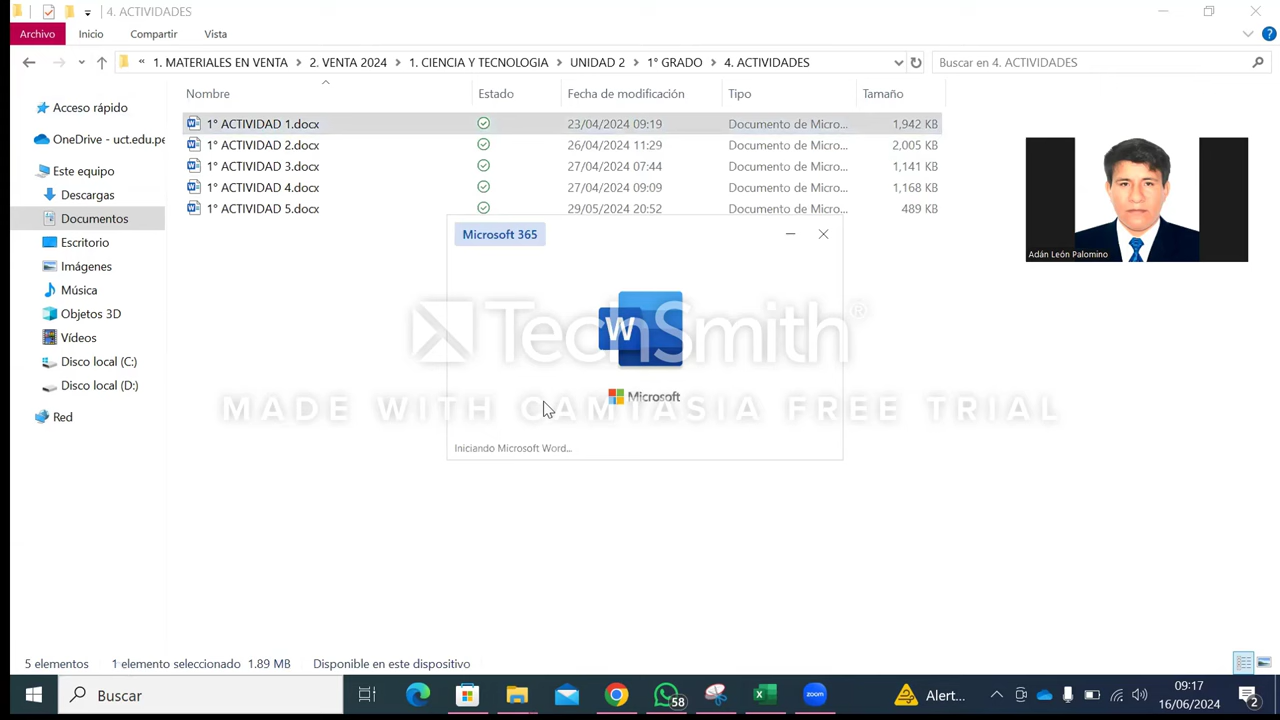 4. ACTIVIDADES
Archivo Inicio Compartir Vista
« 1. MATERIALES EN VENTA > 2. VENTA 2024 > 1. CIENCIA Y TECNOLOGIA > UNIDAD 2 > 1° GRADO > 4. ACTIVIDADES
Buscar en 4. ACTIVIDADES
Nombre Estado Fecha de modificación Tipo Tamaño
1° ACTIVIDAD 1.docx 23/04/2024 09:19 Documento de Micro... 1,942 KB
1° ACTIVIDAD 2.docx 26/04/2024 11:29 Documento de Micro... 2,005 KB
1° ACTIVIDAD 3.docx 27/04/2024 07:44 Documento de Micro... 1,141 KB
1° ACTIVIDAD 4.docx 27/04/2024 09:09 Documento de Micro... 1,168 KB
1° ACTIVIDAD 5.docx 29/05/2024 20:52 Documento de Micro... 489 KB
Acceso rápido
OneDrive - uct.edu.pe
Este equipo
Descargas
Documentos
Escritorio
Imágenes
Música
Objetos 3D
Vídeos
Disco local (C:)
Disco local (D:)
Red
Microsoft 365
W
Microsoft
Iniciando Microsoft Word...
TechSmith®
MADE WITH CAMTASIA FREE TRIAL
Adán León Palomino
5 elementos 1 elemento seleccionado 1.89 MB Disponible en este dispositivo
Buscar
58
zoom
Alert...
09:17
16/06/2024
2